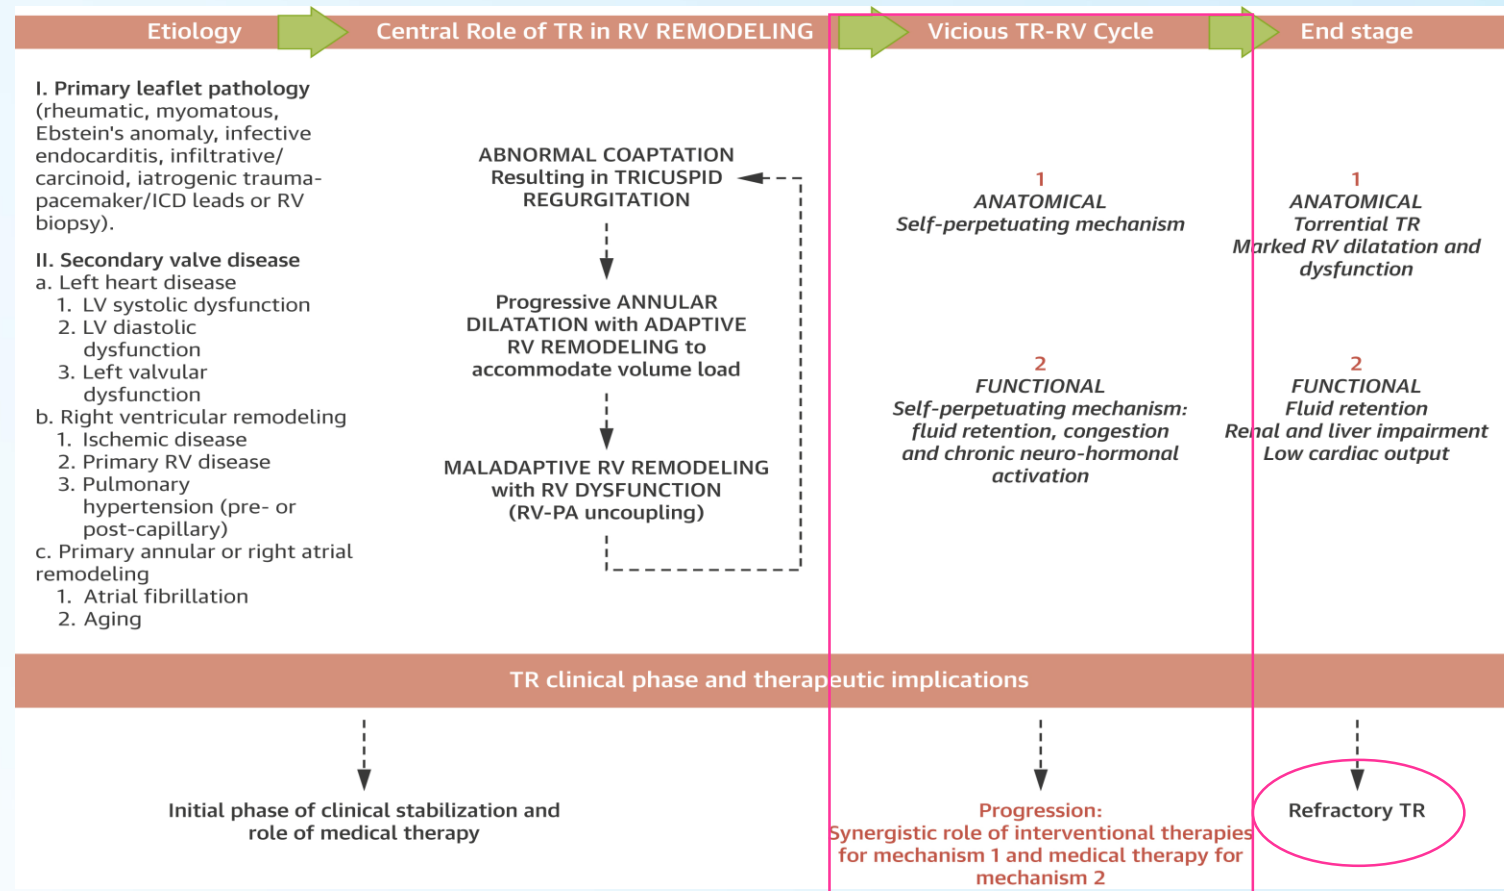 Etiology
Central Role of TR in RV REMODELING
Vicious TR-RV Cycle
End stage
I. Primary leaflet pathology
(rheumatic, myomatous,
Ebstein's anomaly, infective
endocarditis, infiltrative/
carcinoid, iatrogenic trauma-
pacemaker/ICD leads or RV
biopsy).
II. Secondary valve disease
a. Left heart disease
1. LV systolic dysfunction
2. LV diastolic
dysfunction
3. Left valvular
dysfunction
b. Right ventricular remodeling
1. Ischemic disease
2. Primary RV disease
3. Pulmonary
hypertension (pre- or
post-capillary)
c. Primary annular or right atrial
remodeling
1. Atrial fibrillation
2. Aging
ABNORMAL COAPTATION
Resulting in TRICUSPID
REGURGITATION
Progressive ANNULAR
DILATATION with ADAPTIVE
RV REMODELING to
accommodate volume load
MALADAPTIVE RV REMODELING
with RV DYSFUNCTION
(RV-PA uncoupling)
1
ANATOMICAL
Self-perpetuating mechanism
2
FUNCTIONAL
Self-perpetuating mechanism:
fluid retention, congestion
and chronic neuro-hormonal
activation
1
ANATOMICAL
Torrential TR
Marked RV dilatation and
dysfunction
2
FUNCTIONAL
Fluid retention
Renal and liver impairment
Low cardiac output
TR clinical phase and therapeutic implications
Initial phase of clinical stabilization and
role of medical therapy
Progression:
Synergistic role of interventional therapies
for mechanism 1 and medical therapy for
mechanism 2
Refractory TR